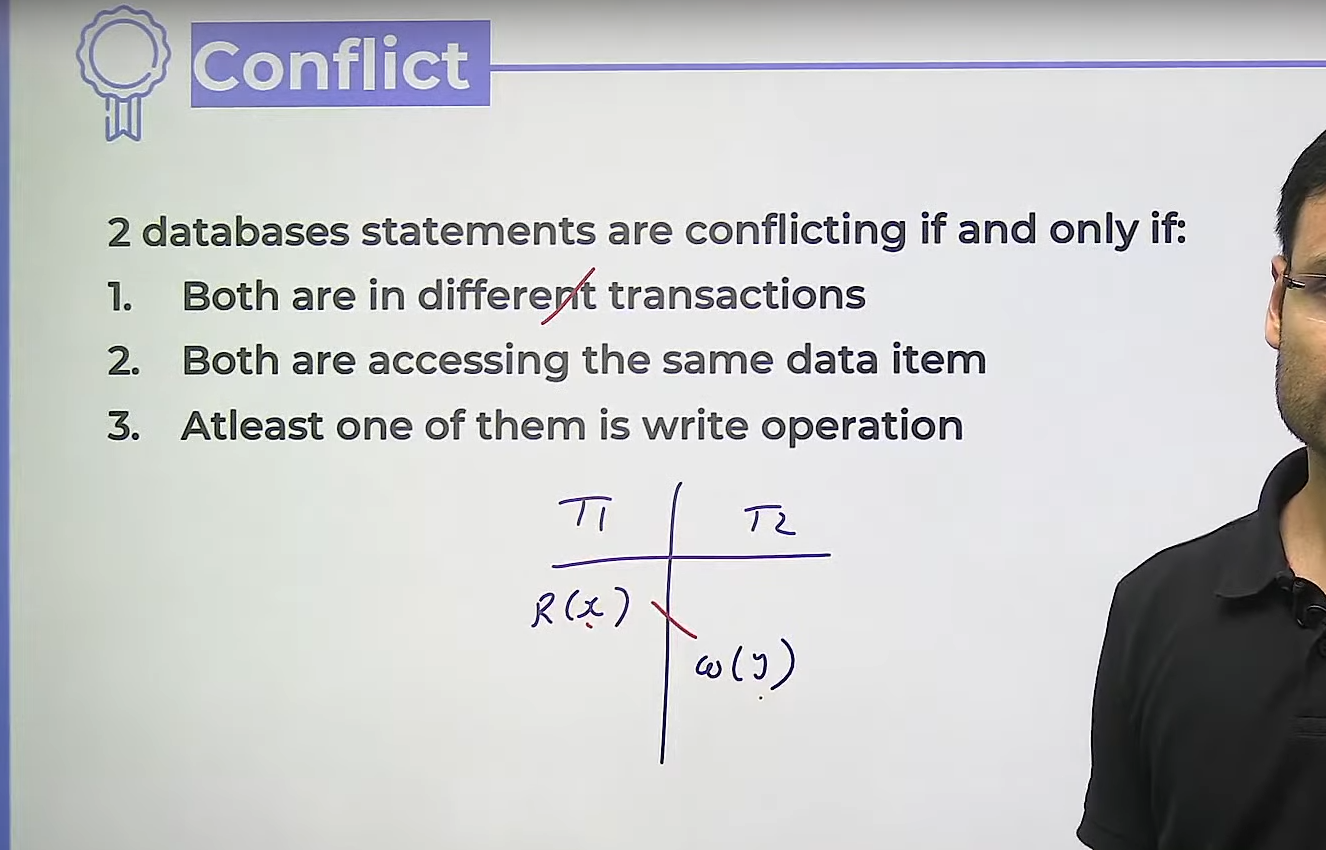 Conflict
2 databases statements are conflicting if and only if:
1. Both are in different transactions
2. Both are accessing the same data item
3. Atleast one of them is write operation
T1 T2
R(x)
w(y)